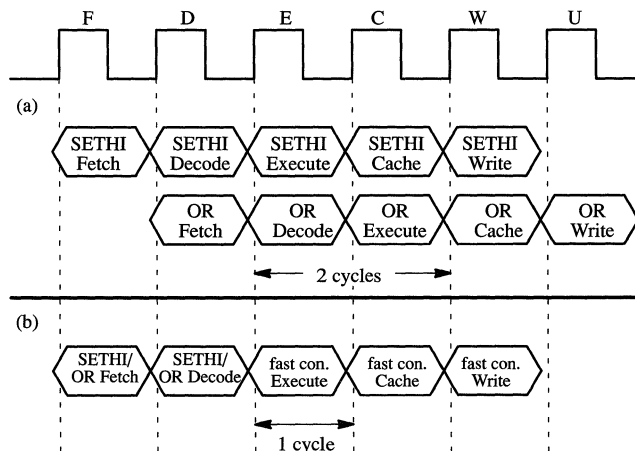 F D E C W U
(a)
SETHI SETHI SETHI SETHI SETHI
Fetch Decode Execute Cache Write
OR OR OR OR OR
Fetch Decode Execute Cache Write
2 cycles
(b)
SETHI/ SETHI/ fast con. fast con. fast con.
OR Fetch OR Decode Execute Cache Write
1 cycle